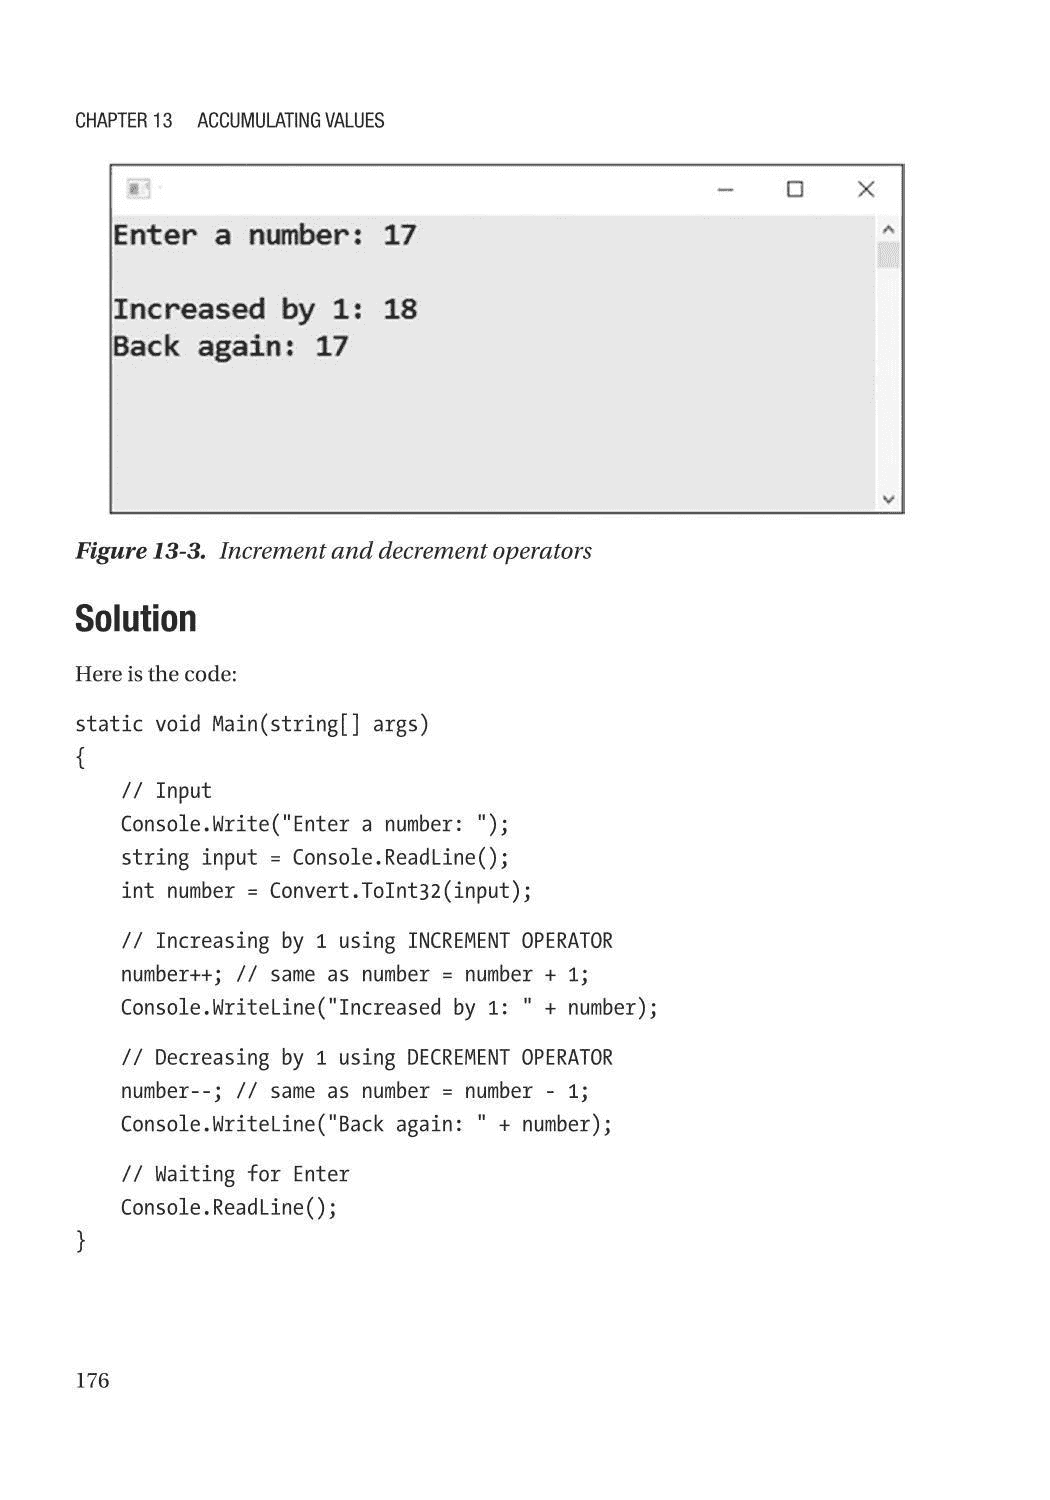 CHAPTER 13 ACCUMULATING VALUES
Enter a number: 17
Increased by 1: 18
Back again: 17
Figure 13-3. Increment and decrement operators
Solution
Here is the code:
static void Main(string[] args)
{
    // Input
    Console.Write("Enter a number: ");
    string input = Console.ReadLine();
    int number = Convert.ToInt32(input);
    // Increasing by 1 using INCREMENT OPERATOR
    number++; // same as number = number + 1;
    Console.WriteLine("Increased by 1: " + number);
    // Decreasing by 1 using DECREMENT OPERATOR
    number--; // same as number = number - 1;
    Console.WriteLine("Back again: " + number);
    // Waiting for Enter
    Console.ReadLine();
}
176